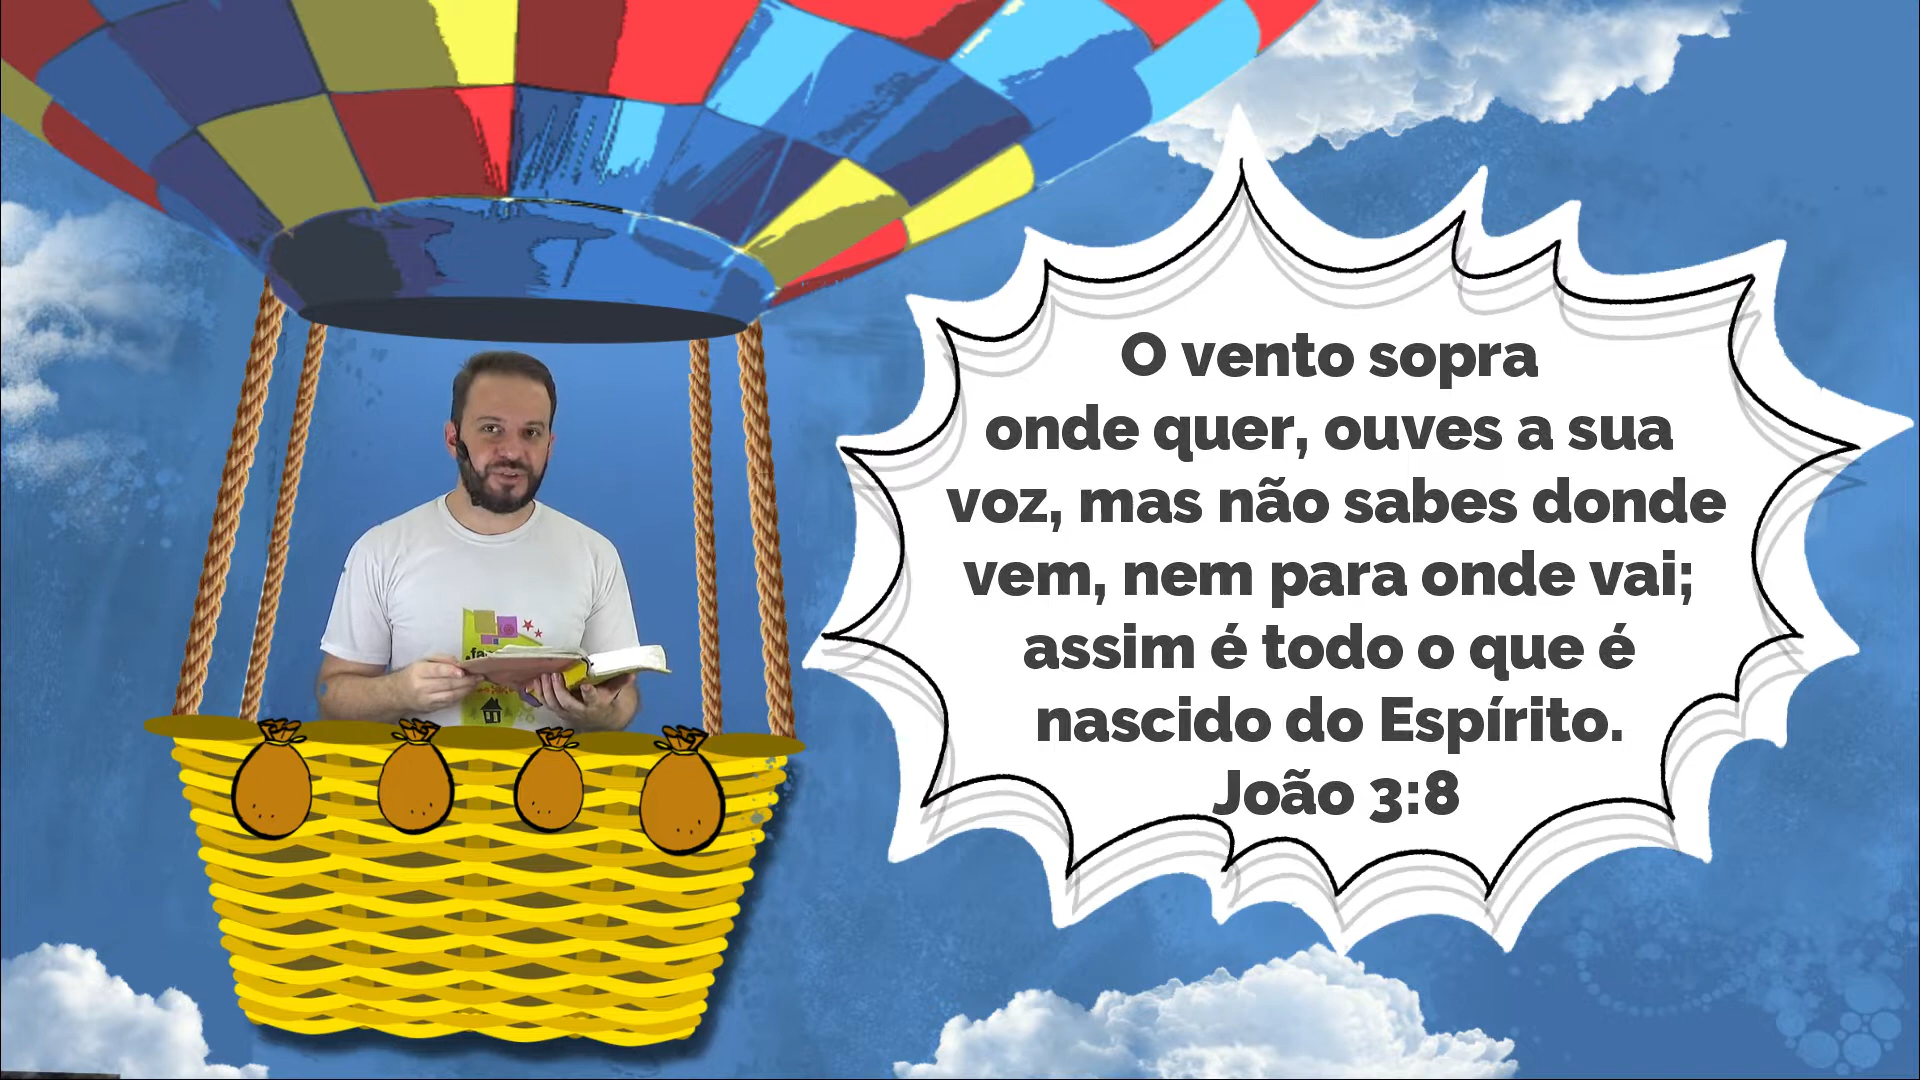 O vento sopra
onde quer, ouves a sua
voz, mas não sabes donde
vem, nem para onde vai;
assim é todo o que é
nascido do Espírito.
João 3:8